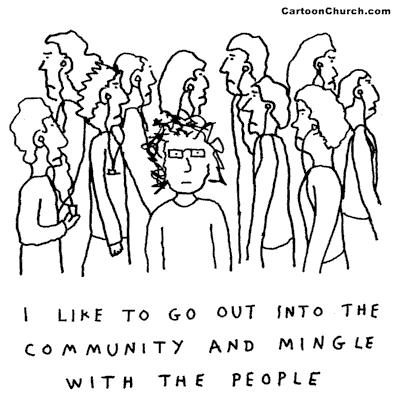 CartoonChurch.com
I LIKE TO GO OUT INTO THE
COMMUNITY AND MINGLE
WITH THE PEOPLE